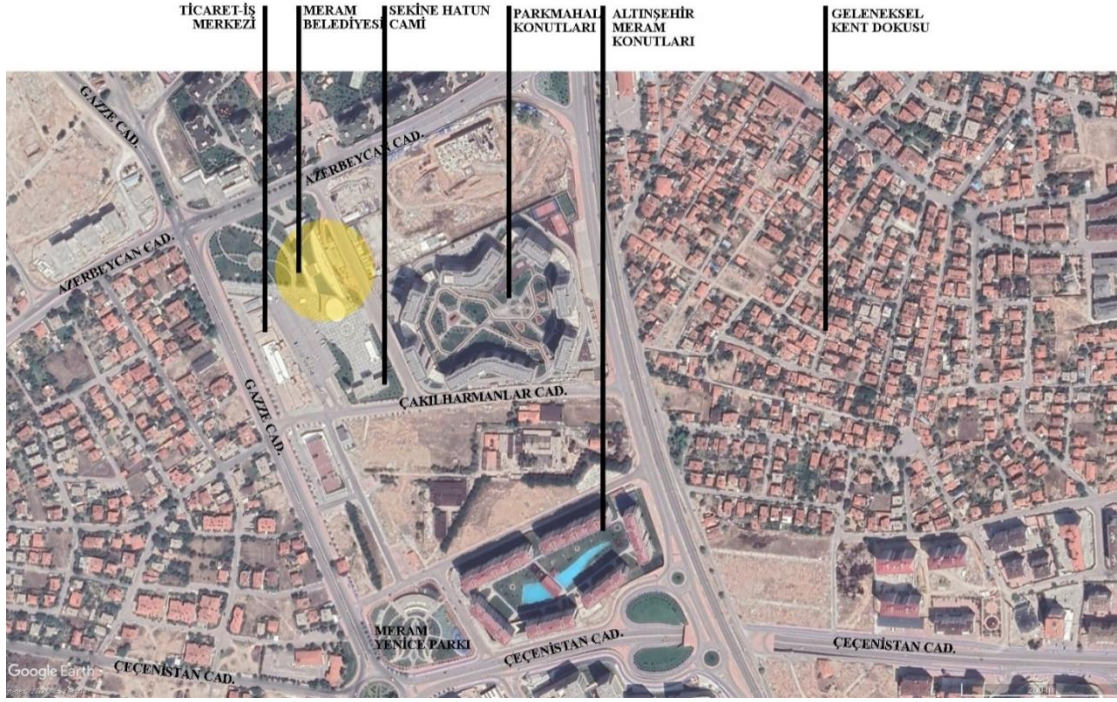 TİCARET-İŞ
MERKEZİ
MERAM
BELEDİYESİ
SEKİNE HATUN
CAMİ
PARKMAHAL
KONUTLARI
ALTINŞEHİR
MERAM
KONUTLARI
GELENEKSEL
KENT DOKUSU
GAZZE CAD.
AZERBEYCAN CAD.
AZERBEYCAN CAD.
GAZZE CAD.
ÇAKILHARMANLAR CAD.
MERAM
YENİCE PARKI
ÇEÇENİSTAN CAD.
ÇEÇENİSTAN CAD.
ÇEÇENİSTAN CAD.
Google Earth